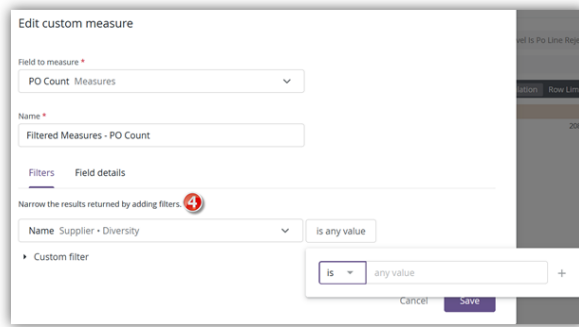 Edit custom measure
vel Is Po Line Reje
Field to measure *
PO Count Measures
lation Row Lim
Name *
200
Filtered Measures - PO Count
Filters Field details
Narrow the results returned by adding filters. 4
Name Supplier • Diversity is any value
Custom filter
is any value +
Cancel Save